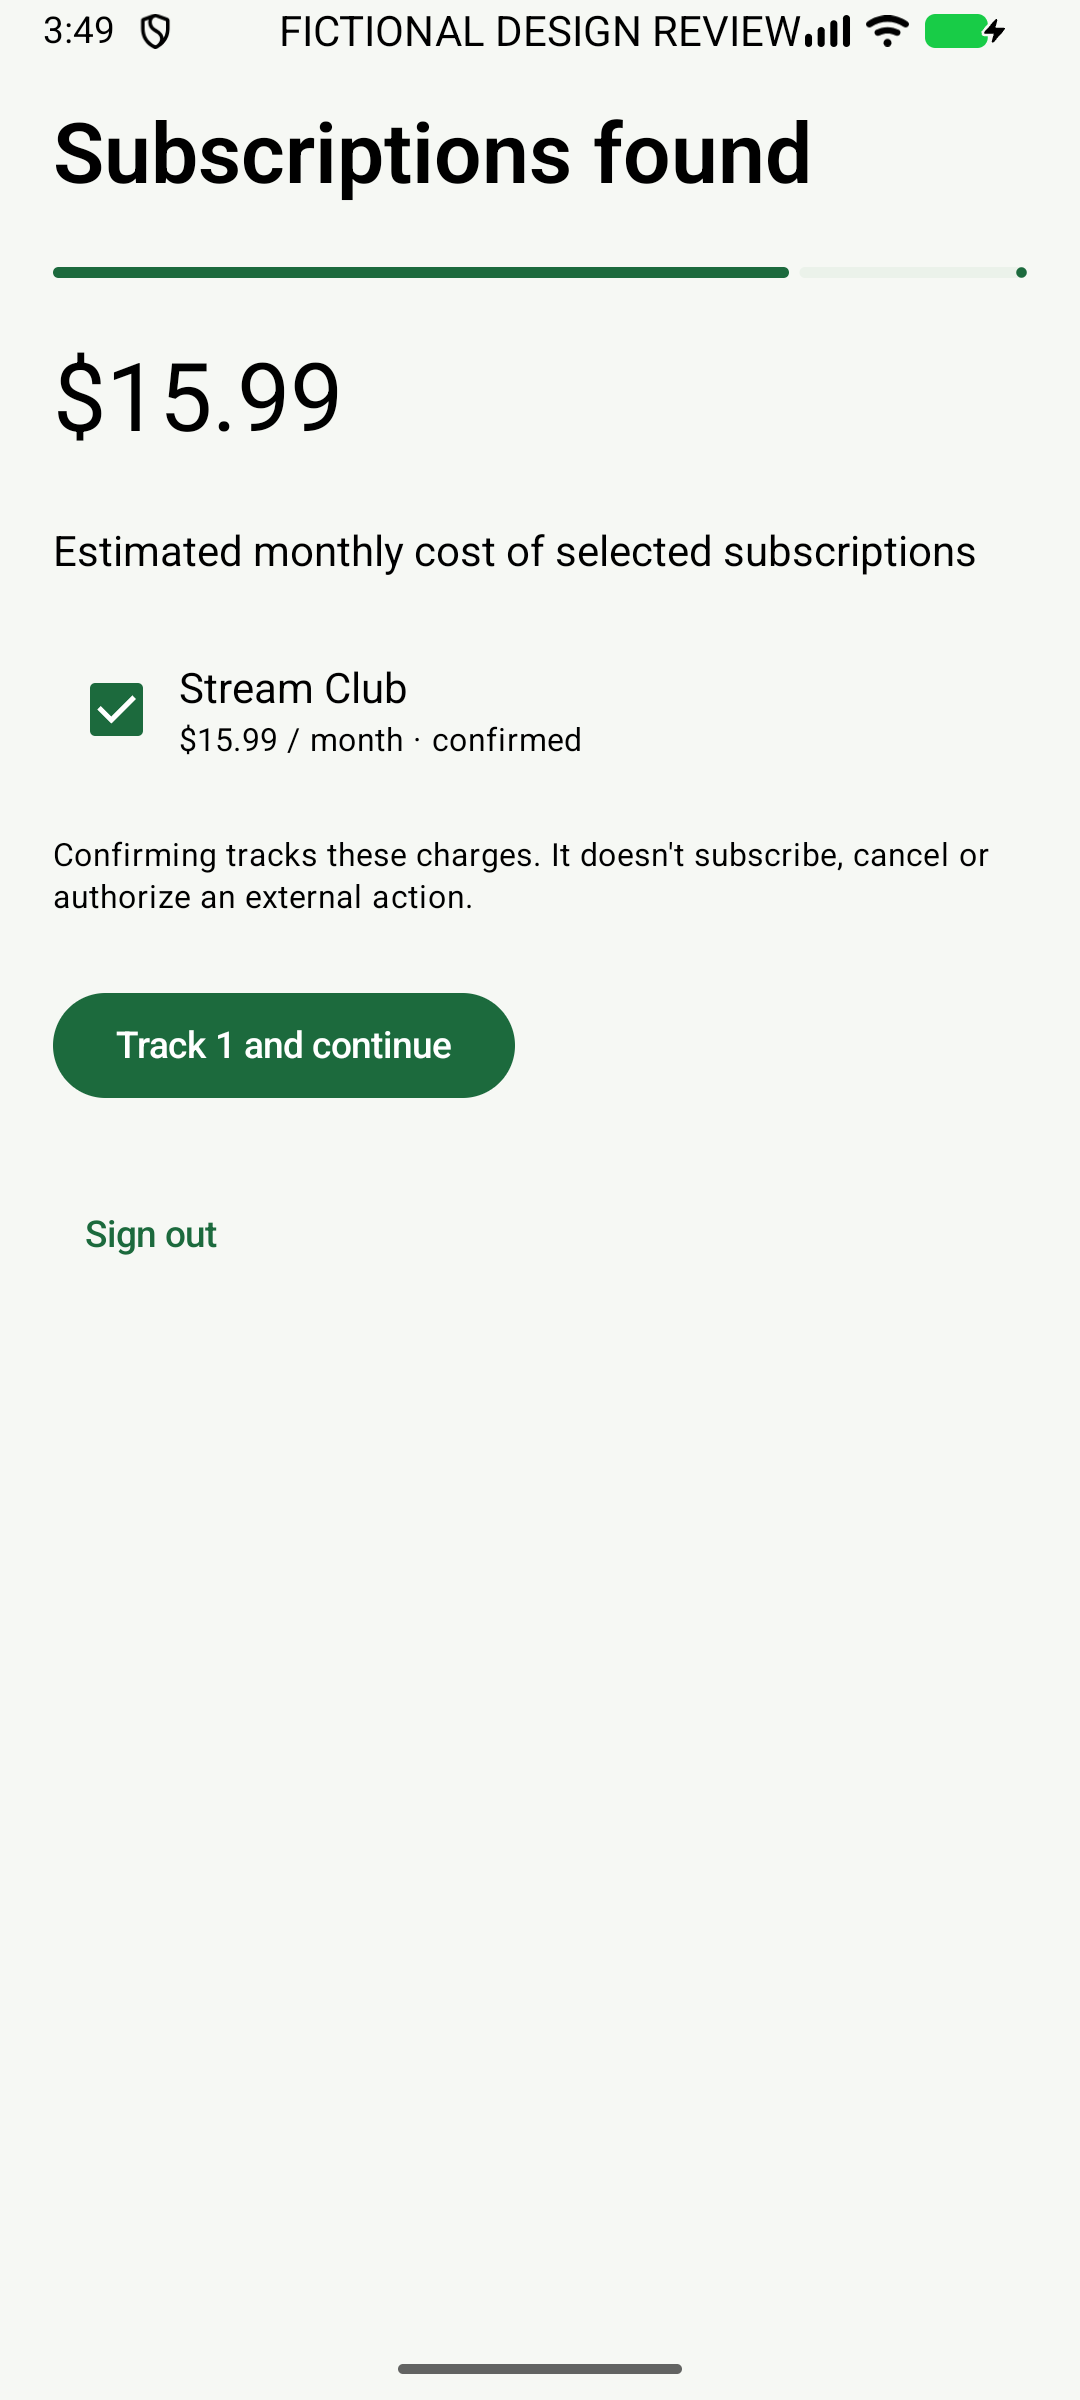 3:49 FICTIONAL DESIGN REVIEW
Subscriptions found
$15.99
Estimated monthly cost of selected subscriptions
Stream Club
$15.99 / month · confirmed
Confirming tracks these charges. It doesn't subscribe, cancel or
authorize an external action.
Track 1 and continue
Sign out